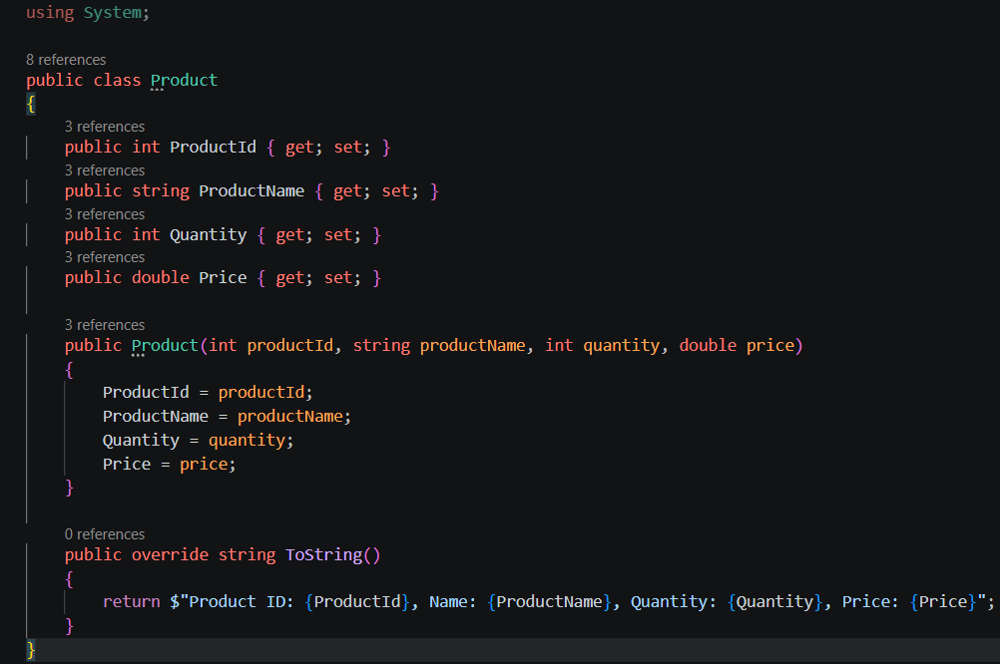 using System;
8 references
public class Product
{
3 references
public int ProductId { get; set; }
3 references
public string ProductName { get; set; }
3 references
public int Quantity { get; set; }
3 references
public double Price { get; set; }
3 references
public Product(int productId, string productName, int quantity, double price)
{
ProductId = productId;
ProductName = productName;
Quantity = quantity;
Price = price;
}
0 references
public override string ToString()
{
return $"Product ID: {ProductId}, Name: {ProductName}, Quantity: {Quantity}, Price: {Price}";
}
}